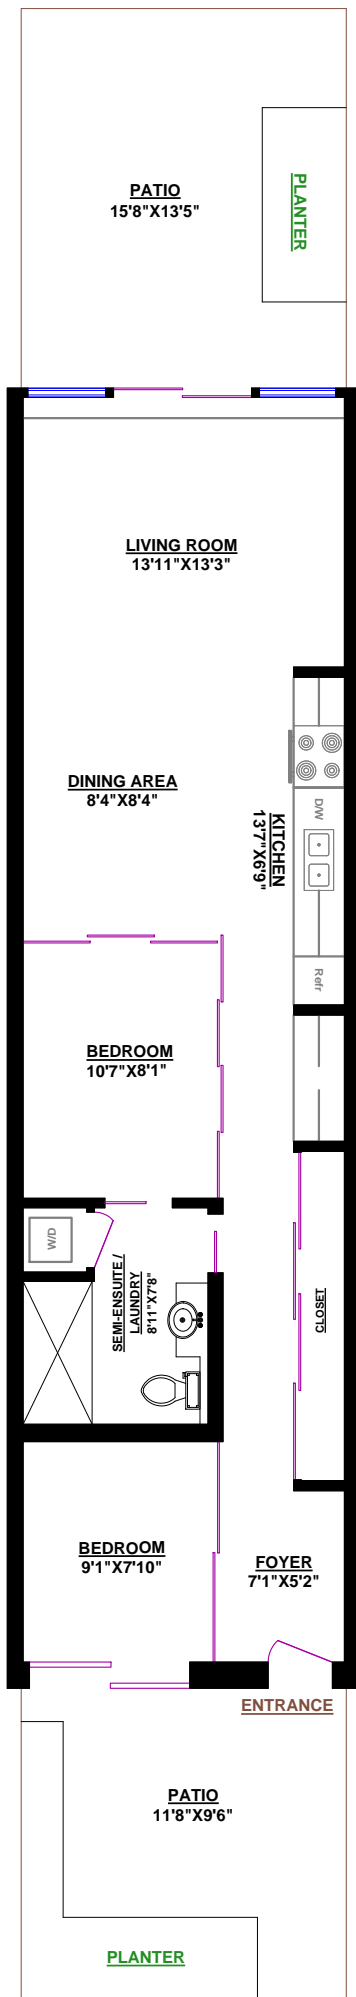 PATIO
15'8"X13'5"
PLANTER
LIVING ROOM
13'11"X13'3"
DINING AREA
8'4"X8'4"
KITCHEN
13'7"X6'9"
D/W
Refr
BEDROOM
10'7"X8'1"
W/D
SEMI-ENSUITE /
LAUNDRY
8'11"X7'8"
CLOSET
BEDROOM
9'1"X7'10"
FOYER
7'1"X5'2"
ENTRANCE
PATIO
11'8"X9'6"
PLANTER